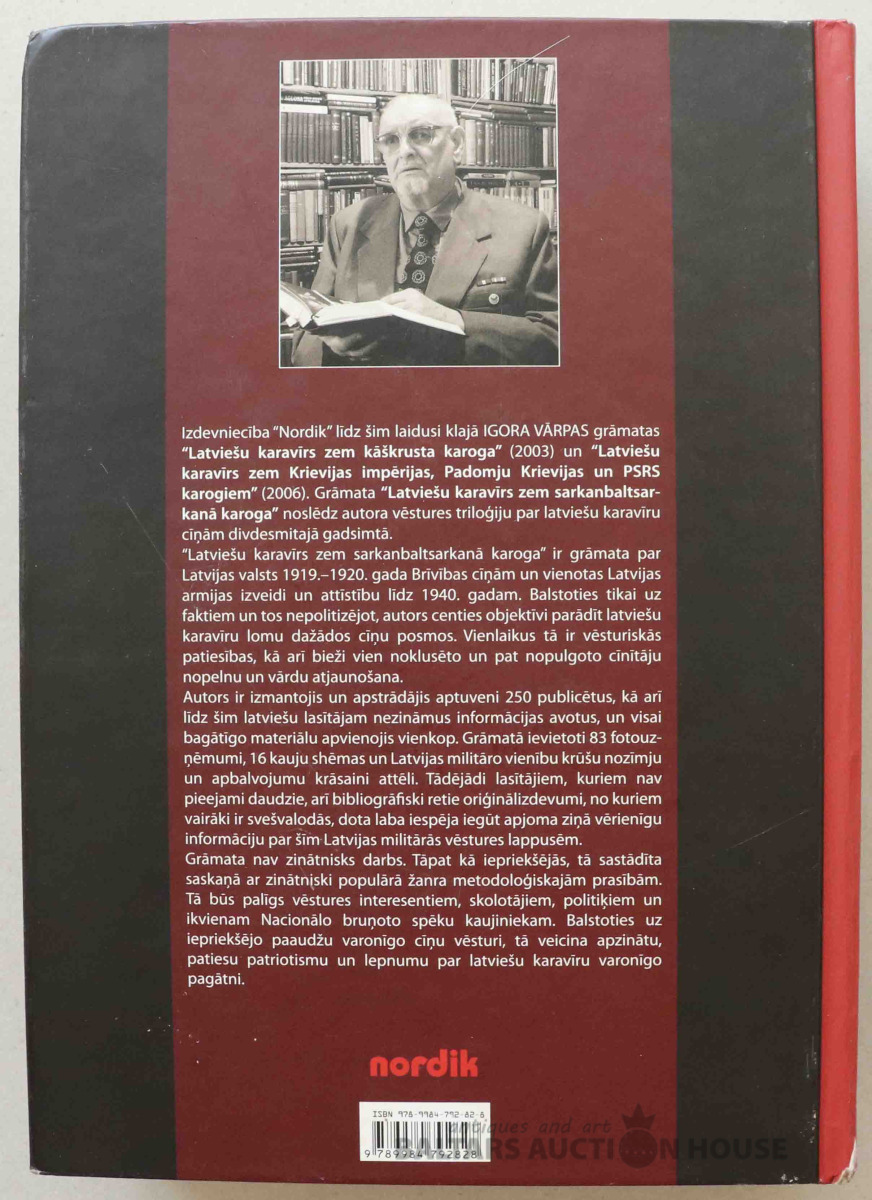 Izdevniecība “Nordik” līdz šim laidusi klajā IGORA VĀRPAS grāmatas
“Latviešu karavīrs zem kāškrusta karoga” (2003) un “Latviešu
karavīrs zem Krievijas impērijas, Padomju Krievijas un PSRS
karogiem” (2006). Grāmata “Latviešu karavīrs zem sarkanbaltsar-
kanā karoga” noslēdz autora vēstures triloģiju par latviešu karavīru
cīņām divdesmitajā gadsimtā.
“Latviešu karavīrs zem sarkanbaltsarkanā karoga” ir grāmata par
Latvijas valsts 1919.–1920. gada Brīvības cīņām un vienotas Latvijas
armijas izveidi un attīstību līdz 1940. gadam. Balstoties tikai uz
faktiem un tos nepolitizējot, autors centies objektīvi parādīt latviešu
karavīru lomu dažādos cīņu posmos. Vienlaikus tā ir vēsturiskās
patiesības, kā arī bieži vien noklusēto un pat nopulgoto cīnītāju
nopelnu un vārdu atjaunošana.
Autors ir izmantojis un apstrādājis aptuveni 250 publicētus, kā arī
līdz šim latviešu lasītājam nezināmus informācijas avotus, un visai
bagātīgo materiālu apvienojis vienkop. Grāmatā ievietoti 83 fotouz-
ņēmumi, 16 kauju shēmas un Latvijas militāro vienību krūšu nozīmju
un apbalvojumu krāsaini attēli. Tādējādi lasītājiem, kuriem nav
pieejami daudzie, arī bibliogrāfiski retie oriģinālizdevumi, no kuriem
vairāki ir svešvalodās, dota laba iespēja iegūt apjoma ziņā vērienīgu
informāciju par šīm Latvijas militārās vēstures lappusēm.
Grāmata nav zinātnisks darbs. Tāpat kā iepriekšējās, tā sastādīta
saskaņā ar zinātniski populārā žanra metodoloģiskajām prasībām.
Tā būs palīgs vēstures interesentiem, skolotājiem, politiķiem un
ikvienam Nacionālo bruņoto spēku kaujiniekam. Balstoties uz
iepriekšējo paaudžu varonīgo cīņu vēsturi, tā veicina apzinātu,
patiesu patriotismu un lepnumu par latviešu karavīru varonīgo
pagātni.
nordik
ISBN 978-9984-792-82-8
antiques and art
BALTARS AUCTION HOUSE
9 789984 792828